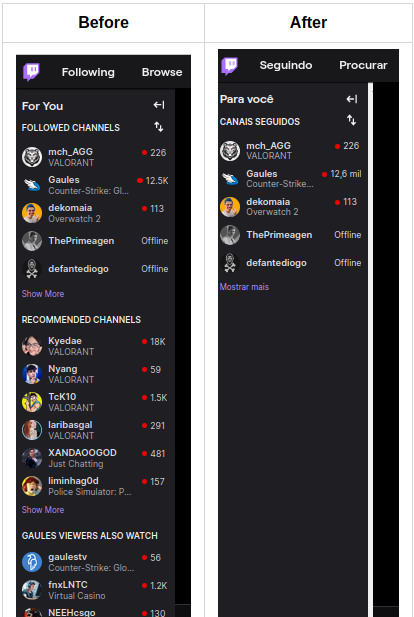 Before
After
Following
Browse
For You
FOLLOWED CHANNELS
mch_AGG
226
VALORANT
Gaules
12.5K
Counter-Strike: Gl...
dekomaia
113
Overwatch 2
ThePrimeagen
Offline
defantediogo
Offline
Show More
RECOMMENDED CHANNELS
Kyedae
18K
VALORANT
Nyang
59
VALORANT
TcK10
1.5K
VALORANT
laribasgal
291
VALORANT
XANDAOOGOD
481
Just Chatting
liminhag0d
157
Police Simulator: P...
Show More
GAULES VIEWERS ALSO WATCH
gaulestv
56
Counter-Strike: Glo...
fnxLNTC
1.2K
Virtual Casino
NEEHcsgo
130
Seguindo
Procurar
Para você
CANAIS SEGUIDOS
mch_AGG
226
VALORANT
Gaules
12,6 mil
Counter-Strike...
dekomaia
113
Overwatch 2
ThePrimeagen
Offline
defantediogo
Offline
Mostrar mais